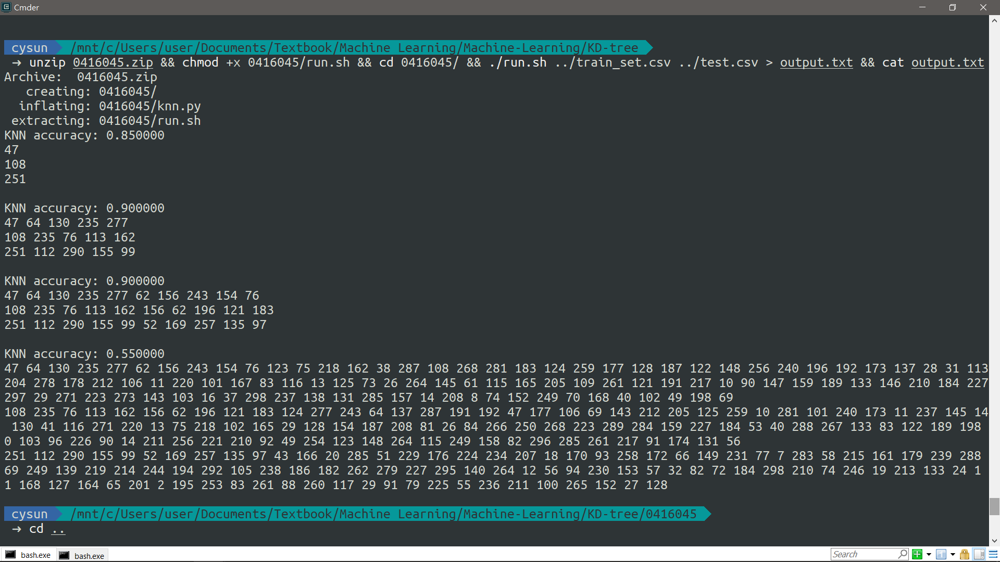 Cmder
cysun /mnt/c/Users/user/Documents/Textbook/Machine Learning/Machine-Learning/KD-tree
→ unzip 0416045.zip && chmod +x 0416045/run.sh && cd 0416045/ && ./run.sh ../train_set.csv ../test.csv > output.txt && cat output.txt
Archive:  0416045.zip
   creating: 0416045/
  inflating: 0416045/knn.py
 extracting: 0416045/run.sh
KNN accuracy: 0.850000
47
108
251
KNN accuracy: 0.900000
47 64 130 235 277
108 235 76 113 162
251 112 290 155 99
KNN accuracy: 0.900000
47 64 130 235 277 62 156 243 154 76
108 235 76 113 162 156 62 196 121 183
251 112 290 155 99 52 169 257 135 97
KNN accuracy: 0.550000
47 64 130 235 277 62 156 243 154 76 123 75 218 162 38 287 108 268 281 183 124 259 177 128 187 122 148 256 240 196 192 173 137 28 31 113
204 278 178 212 106 11 220 101 167 83 116 13 125 73 26 264 145 61 115 165 205 109 261 121 191 217 10 90 147 159 189 133 146 210 184 227
297 29 271 223 273 143 103 16 37 298 237 138 131 285 157 14 208 8 74 152 249 70 168 40 102 49 198 69
108 235 76 113 162 156 62 196 121 183 124 277 243 64 137 287 191 192 47 177 106 69 143 212 205 125 259 10 281 101 240 173 11 237 145 14
 130 41 116 271 220 13 75 218 102 165 29 128 154 187 208 81 26 84 266 250 268 223 289 284 159 227 184 53 40 288 267 133 83 122 189 198
0 103 96 226 90 14 211 256 221 210 92 49 254 123 148 264 115 249 158 82 296 285 261 217 91 174 131 56
251 112 290 155 99 52 169 257 135 97 43 166 20 285 51 229 176 224 234 207 18 170 93 258 172 66 149 231 77 7 283 58 215 161 179 239 288
69 249 139 219 214 244 194 292 105 238 186 182 262 279 227 295 140 264 12 56 94 230 153 57 32 82 72 184 298 210 74 246 19 213 133 24 1
1 168 127 164 65 201 2 195 253 83 261 88 260 117 29 91 79 225 55 236 211 100 265 152 27 128
cysun /mnt/c/Users/user/Documents/Textbook/Machine Learning/Machine-Learning/KD-tree/0416045
→ cd ..
bash.exe bash.exe Search